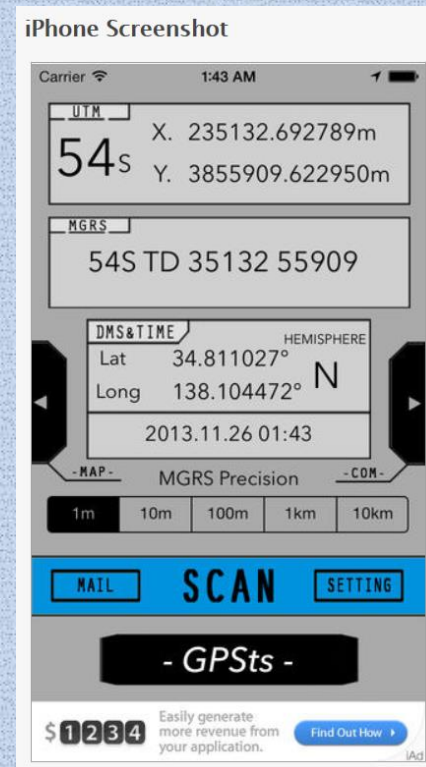 iPhone Screenshot
Carrier 1:43 AM
UTM
54S
X. 235132.692789m
Y. 3855909.622950m
MGRS
54S TD 35132 55909
DMS&TIME
HEMISPHERE
Lat 34.811027°
N
Long 138.104472°
2013.11.26 01:43
-MAP-
MGRS Precision
-COM-
1m 10m 100m 1km 10km
MAIL SCAN SETTING
- GPSts -
$1234
Easily generate
more revenue from
your application.
Find Out How
iAd